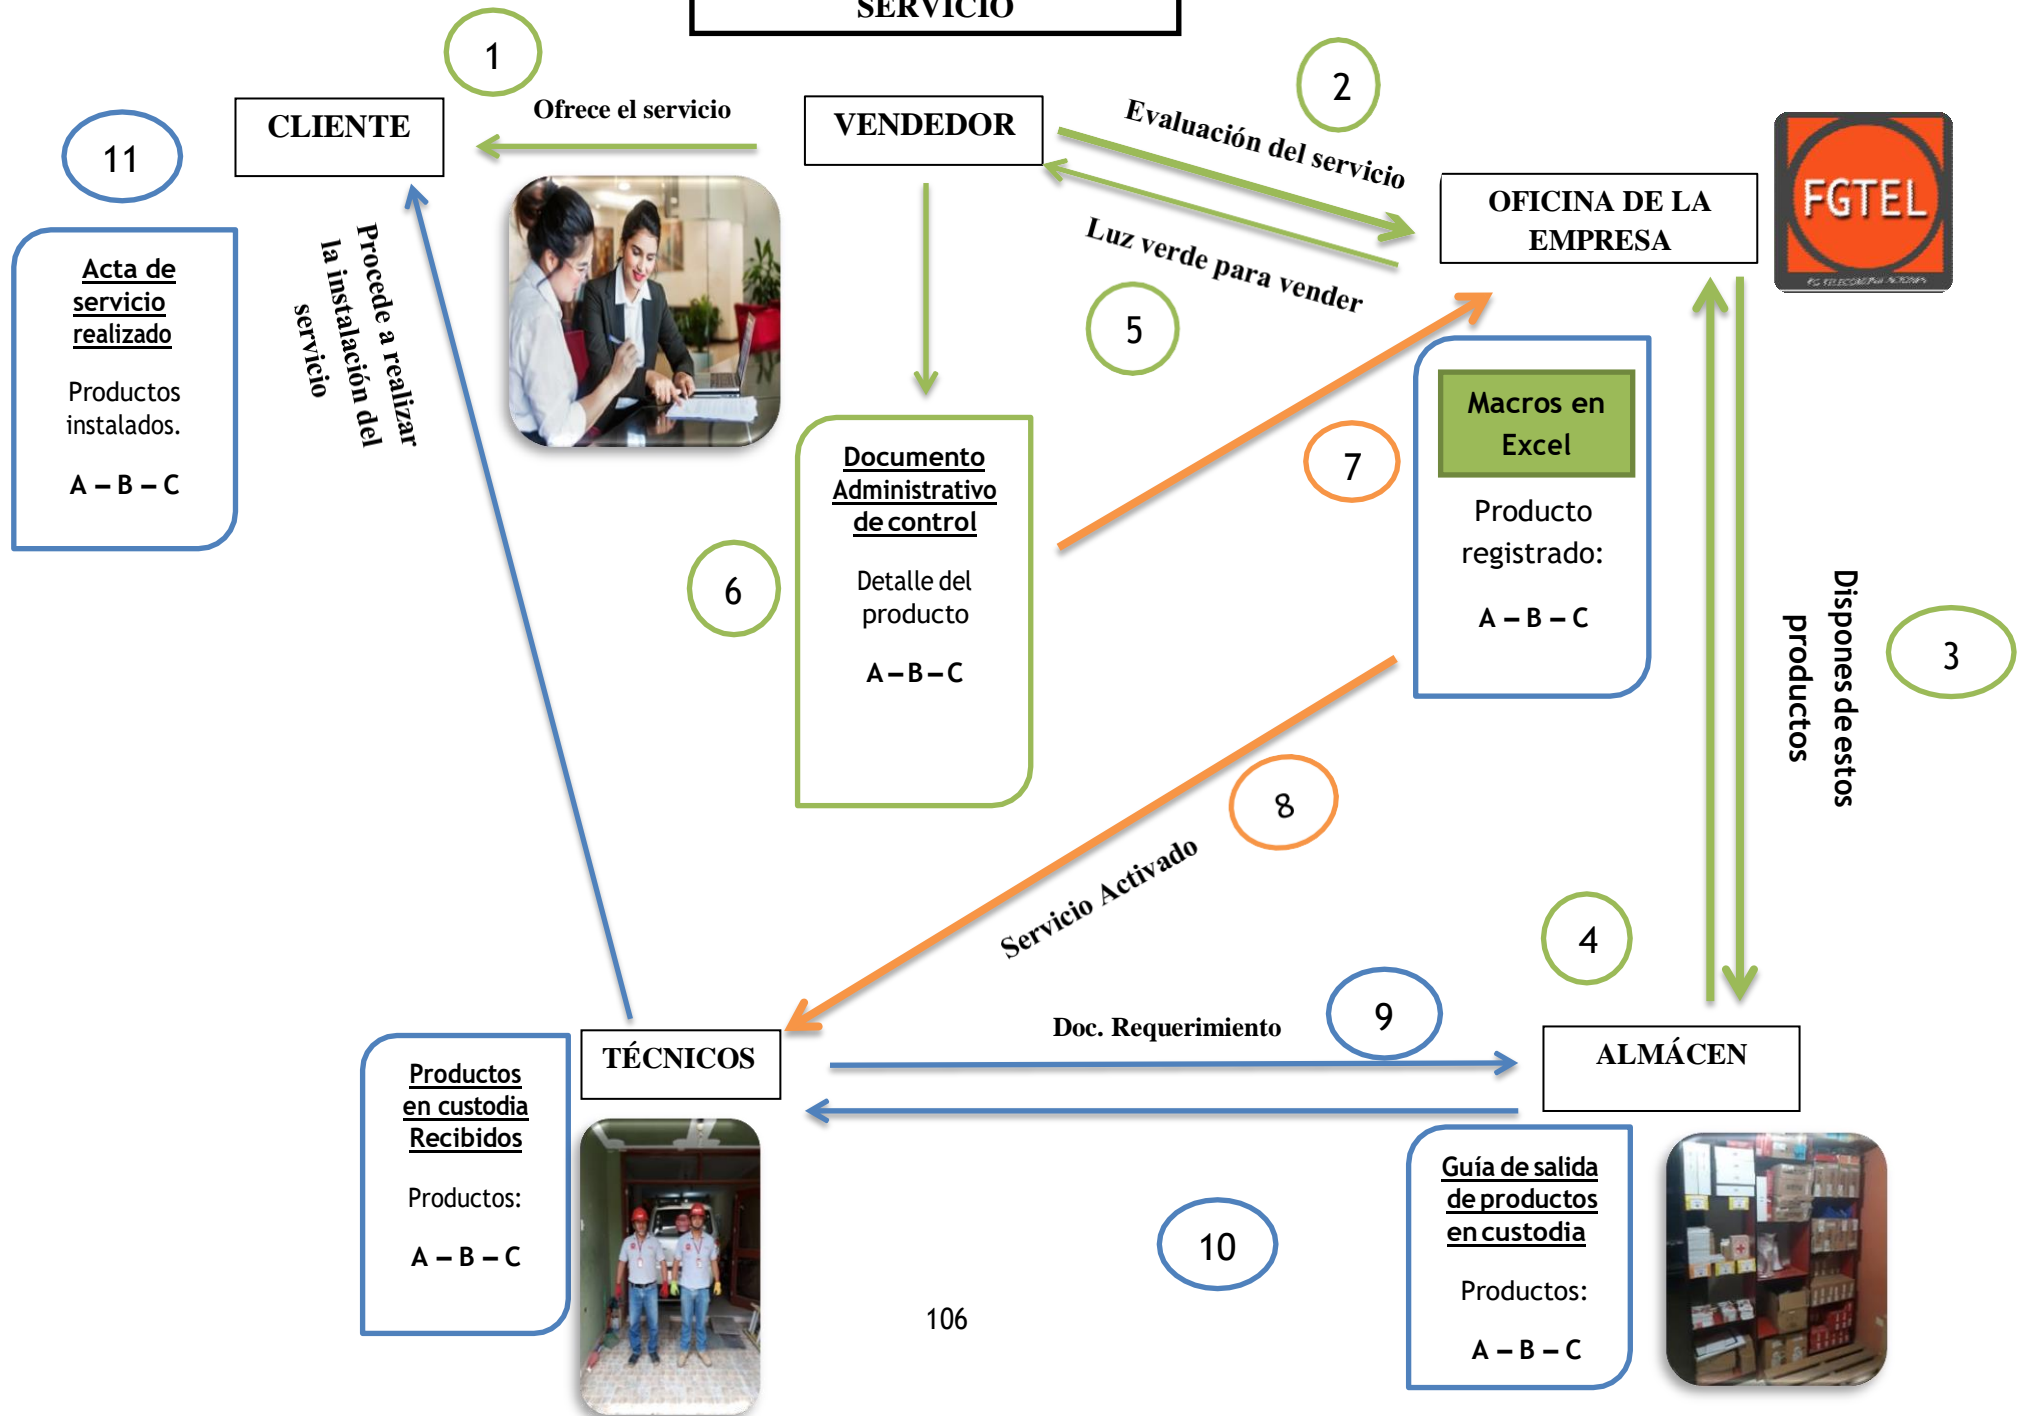 SERVICIO
1
2
CLIENTE
Ofrece el servicio
VENDEDOR
Evaluación del servicio
11
OFICINA DE LA
EMPRESA
FGTEL
Luz verde para vender
5
Acta de
servicio
realizado
Productos
instalados.
A – B – C
Procede a realizar
la instalación del
servicio
Documento
Administrativo
de control
Detalle del
producto
A – B – C
6
7
Macros en
Excel
Producto
registrado:
A – B – C
Dispones de estos
productos
3
8
Servicio Activado
4
9
Doc. Requerimiento
TÉCNICOS
ALMÁCEN
Productos
en custodia
Recibidos
Productos:
A – B – C
10
Guía de salida
de productos
en custodia
Productos:
A – B – C
106